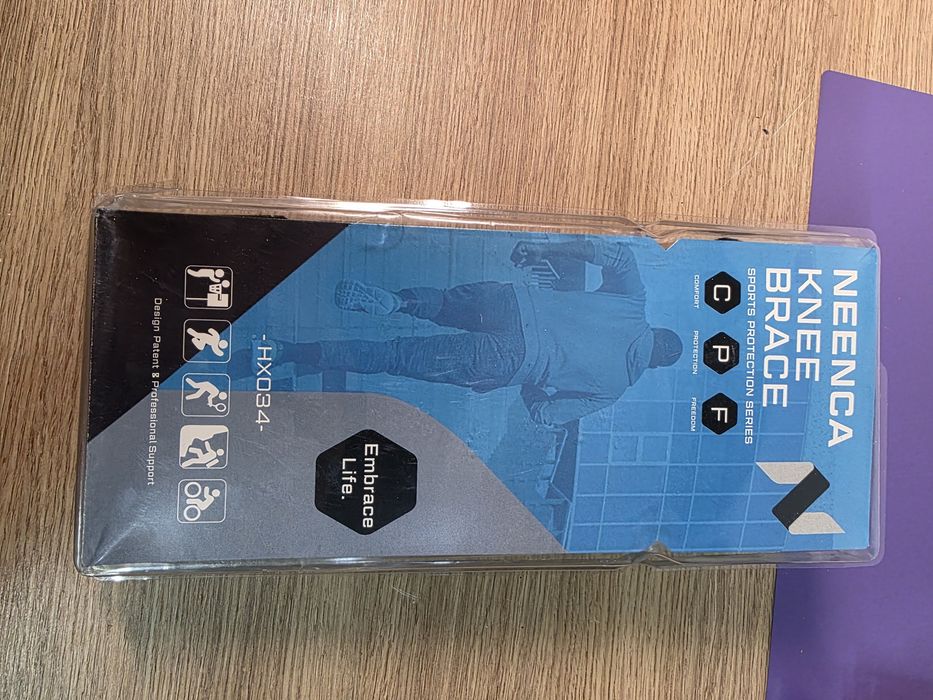 NEENCA
KNEE
BRACE
SPORTS PROTECTION SERIES
C P F
COMFORT PROTECTION FREEDOM
Embrace
Life.
-HX034-
Design Patent & Professional Support